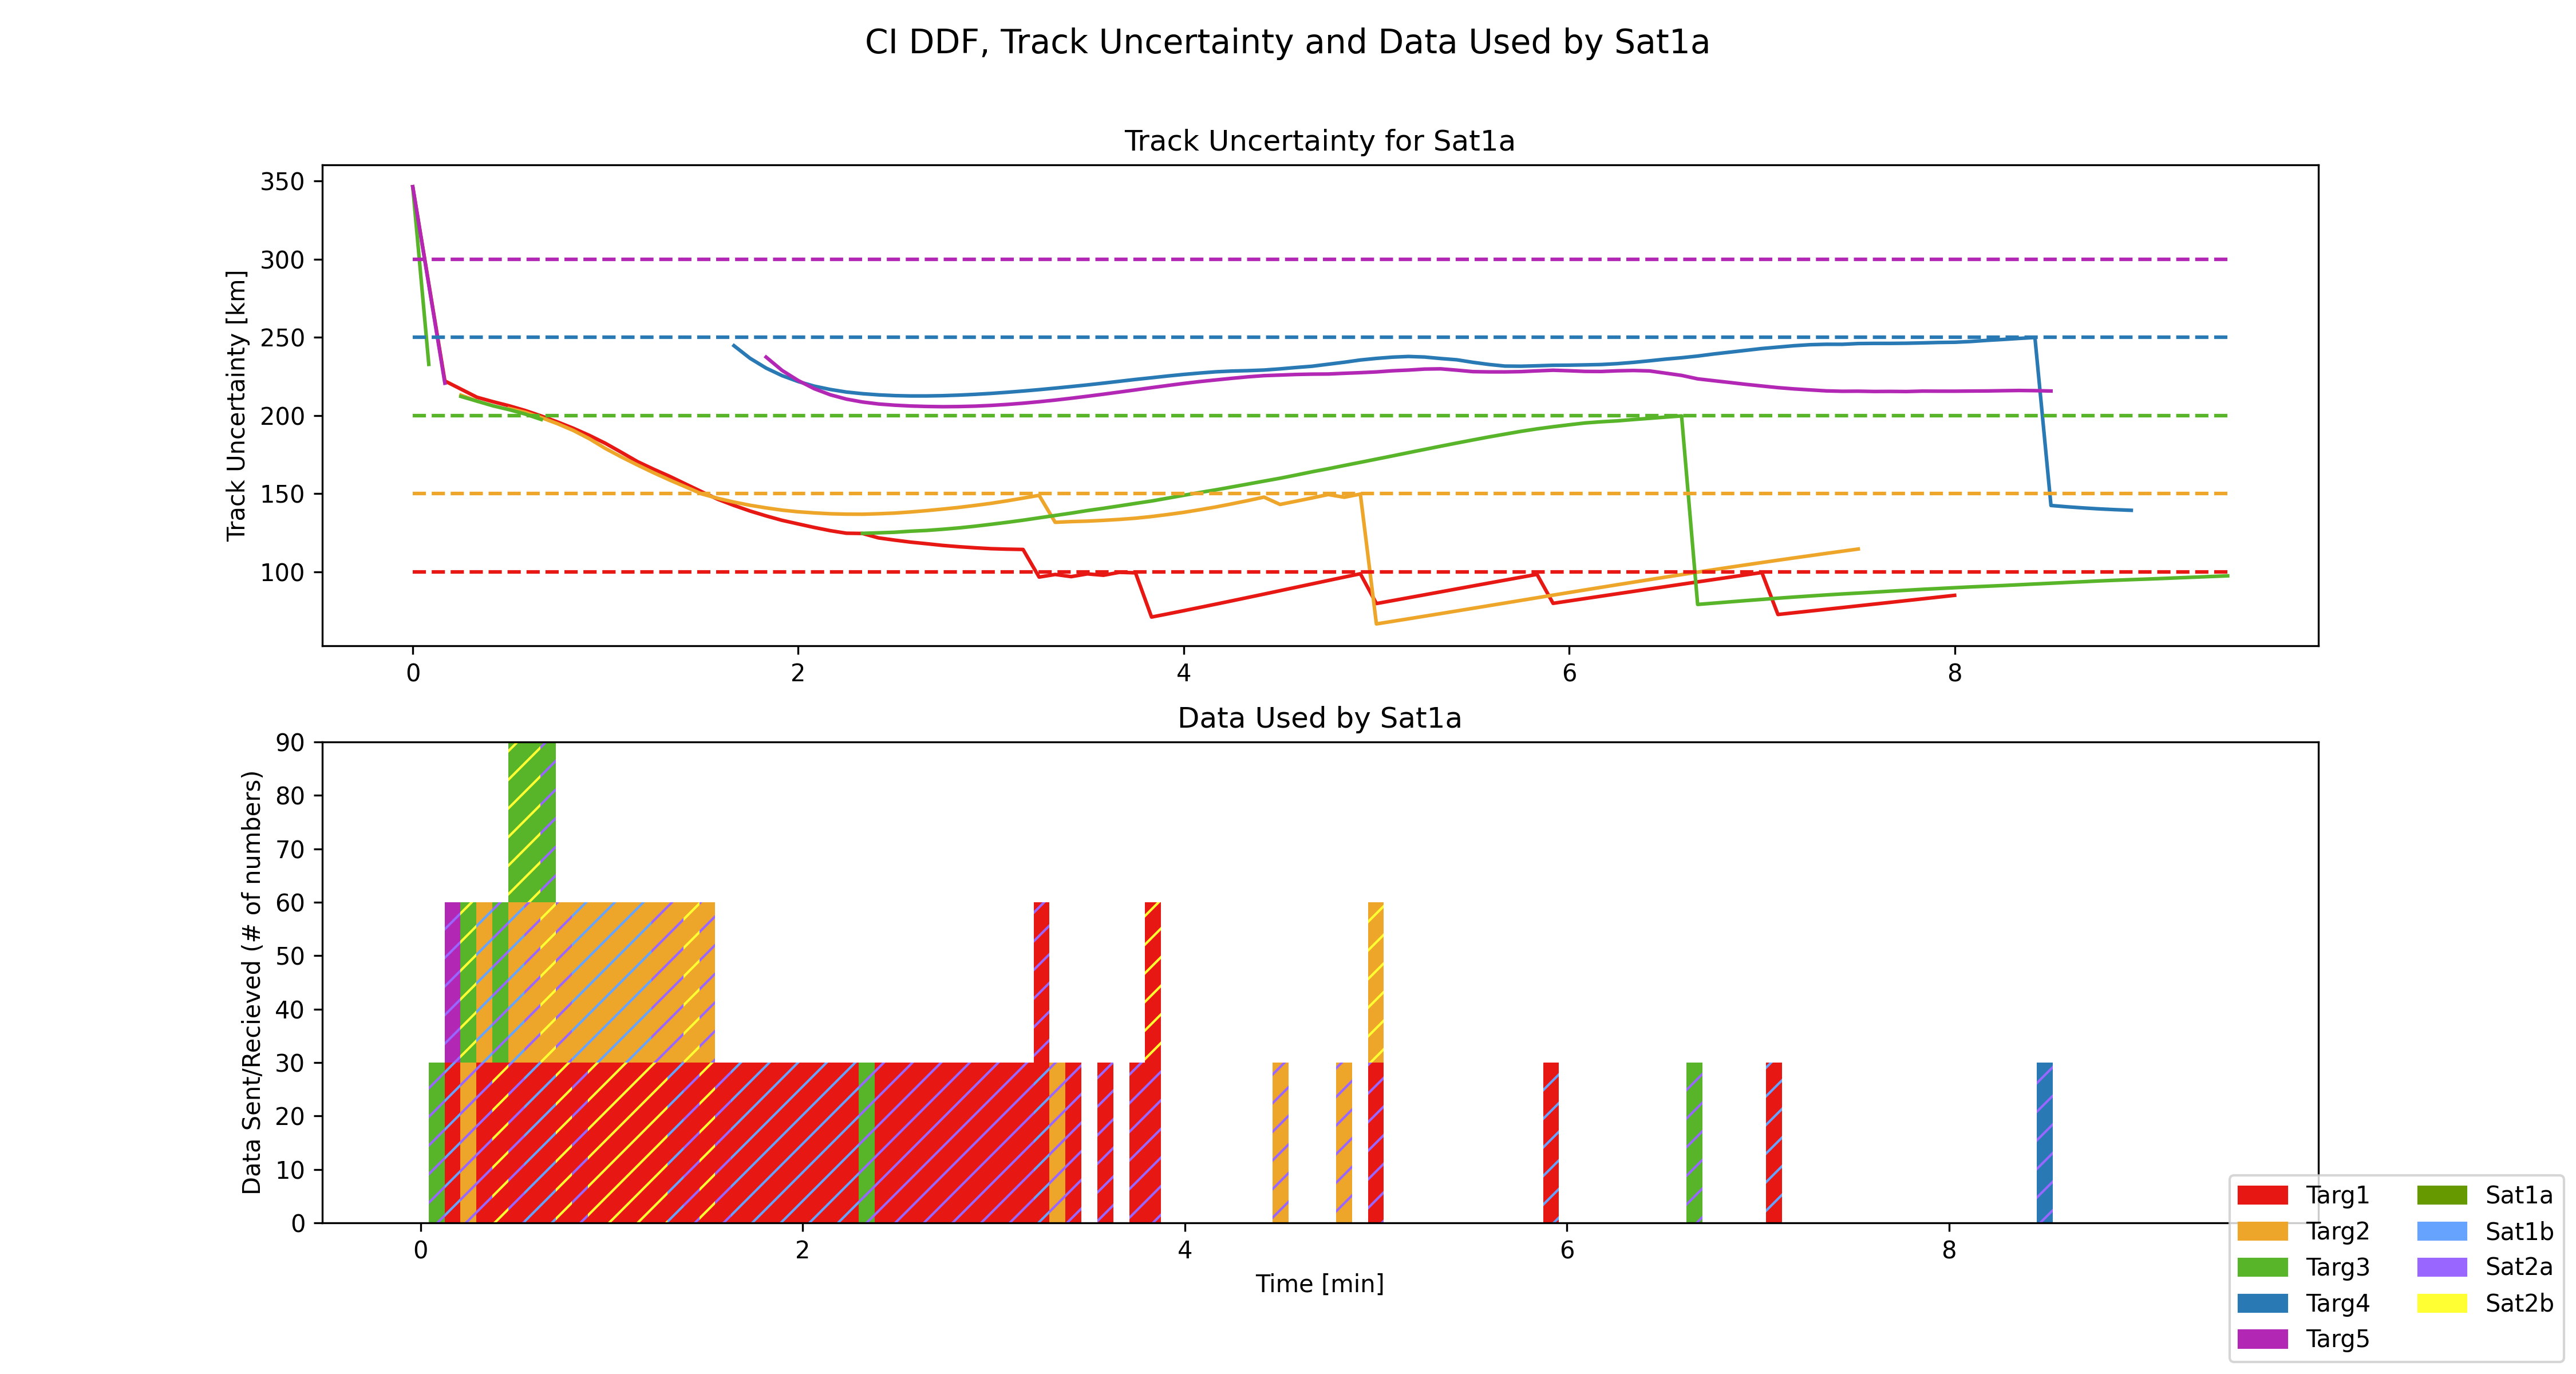 CI DDF, Track Uncertainty and Data Used by Sat1a
Track Uncertainty for Sat1a
Track Uncertainty [km]
350
300
250
200
150
100
0 2 4 6 8
Data Used by Sat1a
Data Sent/Recieved (# of numbers)
90
80
70
60
50
40
30
20
10
0
0 2 4 6 8
Time [min]
Targ1 Sat1a
Targ2 Sat1b
Targ3 Sat2a
Targ4 Sat2b
Targ5